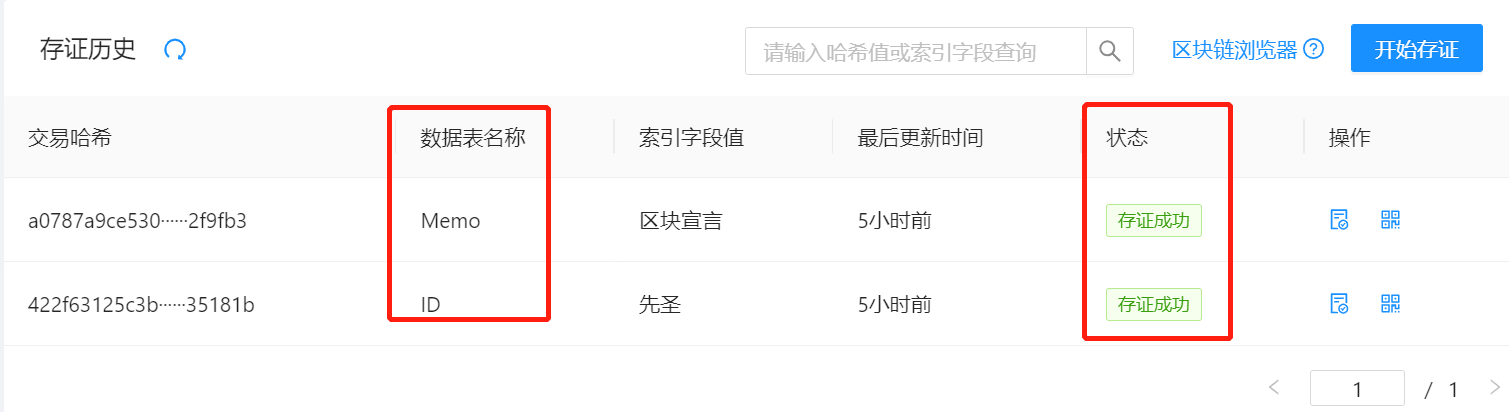 存证历史 请输入哈希值或索引字段查询 区块链浏览器 ? 开始存证
交易哈希 数据表名称 索引字段值 最后更新时间 状态 操作
a0787a9ce530······2f9fb3 Memo 区块宣言 5小时前 存证成功
422f63125c3b······35181b ID 先圣 5小时前 存证成功
< 1 / 1 >